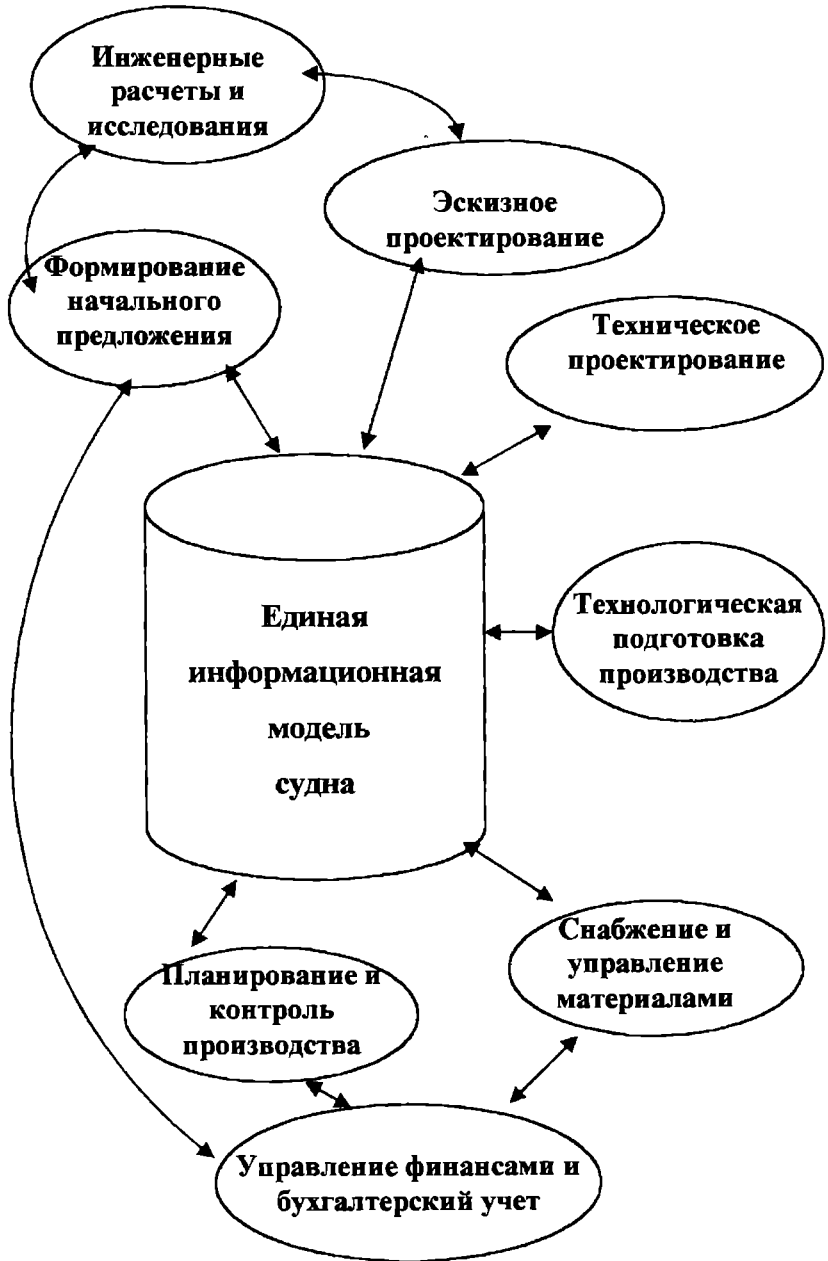 Инженерные
расчеты и
исследования
Эскизное
проектирование
Формирование
начального
предложения
Техническое
проектирование
Единая
информационная
модель
судна
Технологическая
подготовка
производства
Снабжение и
управление
материалами
Планирование и
контроль
производства
Управление финансами и
бухгалтерский учет